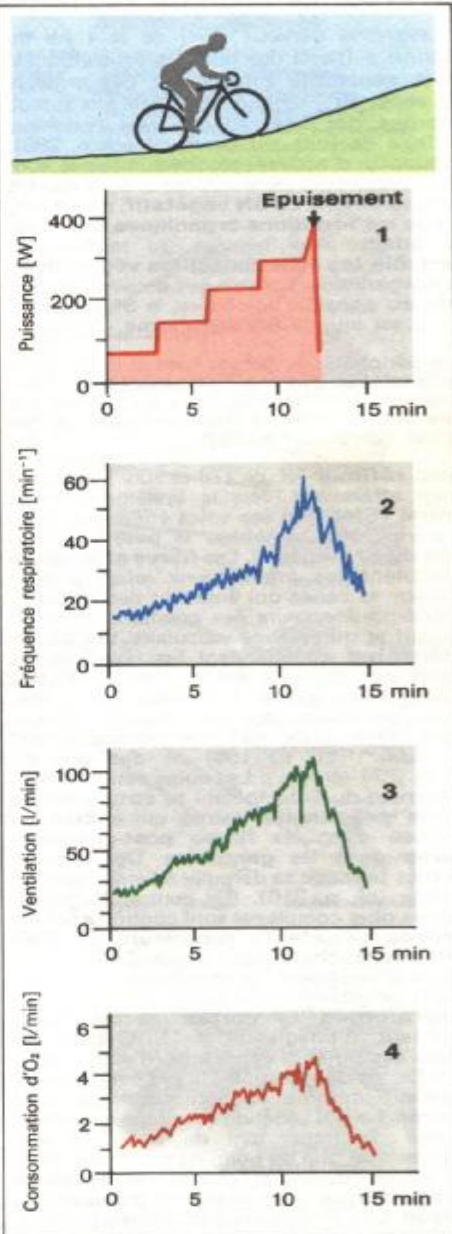 Epuisement
400
1
Puissance [W]
200
0
0 5 10 15 min
60
2
Fréquence respiratoire [min⁻¹]
40
20
0
0 5 10 15 min
100
3
Ventilation [l/min]
50
0
0 5 10 15 min
6
4
Consommation d'O₂ [l/min]
4
2
0
0 5 10 15 min